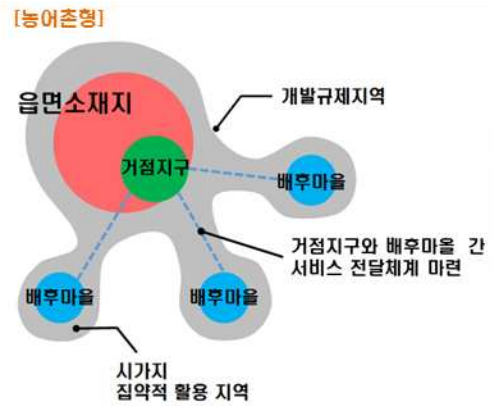 [농어촌형]
읍면소재지
개발규제지역
거점지구
배후마을
거점지구와 배후마을 간
서비스 전달체계 마련
배후마을
배후마을
시가지
집약적 활용 지역